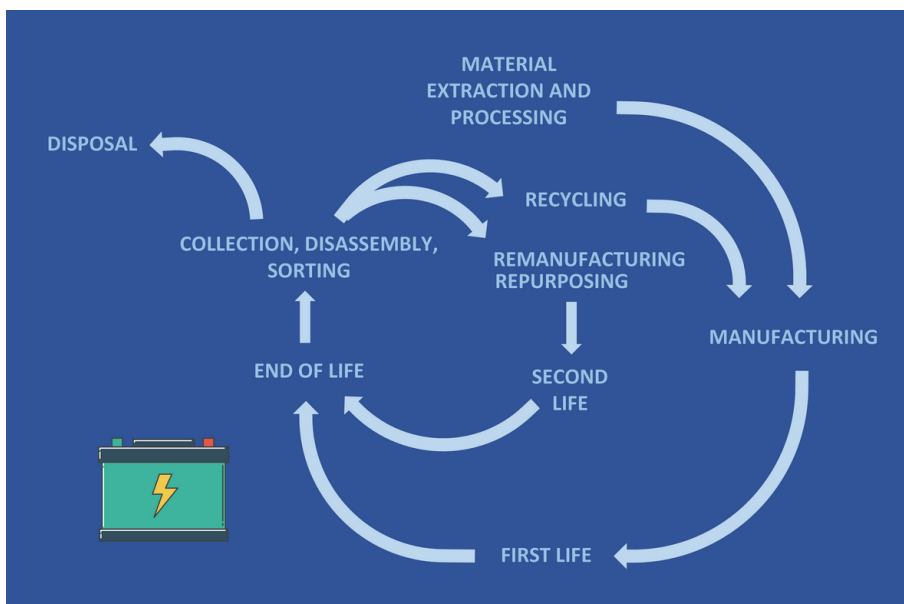 MATERIAL
EXTRACTION AND
PROCESSING
DISPOSAL
RECYCLING
COLLECTION, DISASSEMBLY,
SORTING
REMANUFACTURING
REPURPOSING
MANUFACTURING
END OF LIFE
SECOND
LIFE
FIRST LIFE